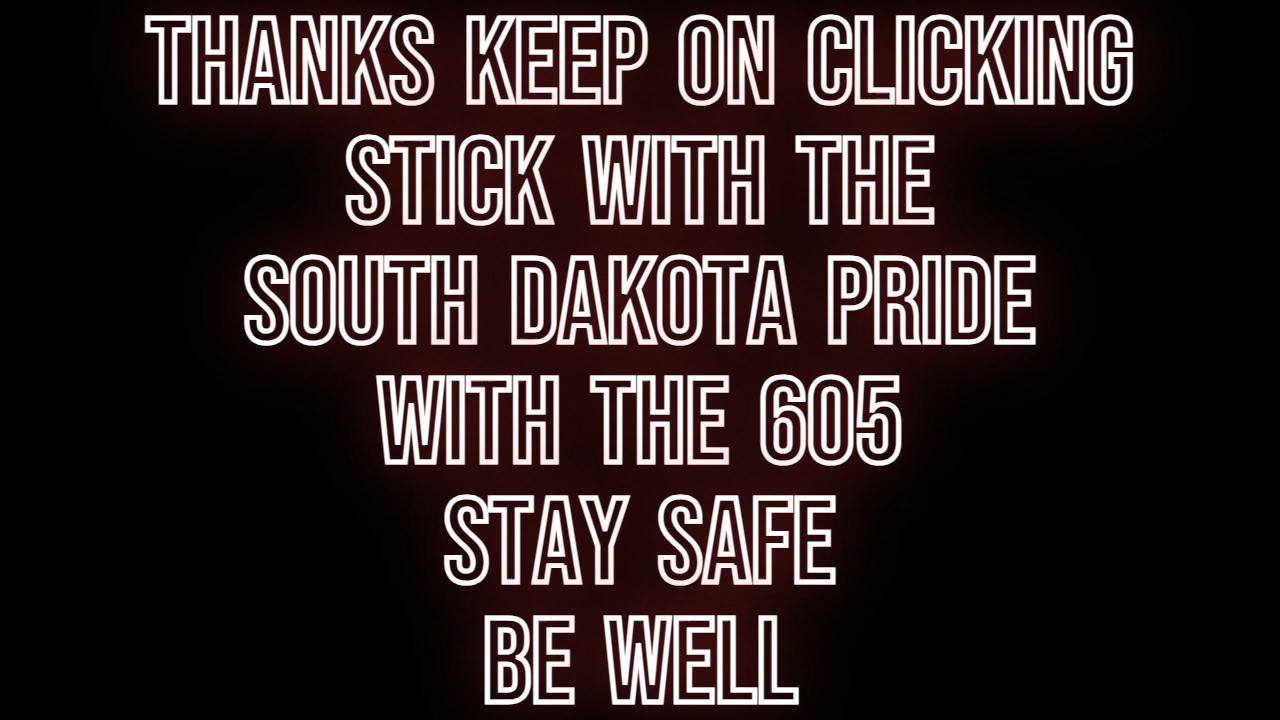 THANKS KEEP ON CLICKING
STICK WITH THE
SOUTH DAKOTA PRIDE
WITH THE 605
STAY SAFE
BE WELL